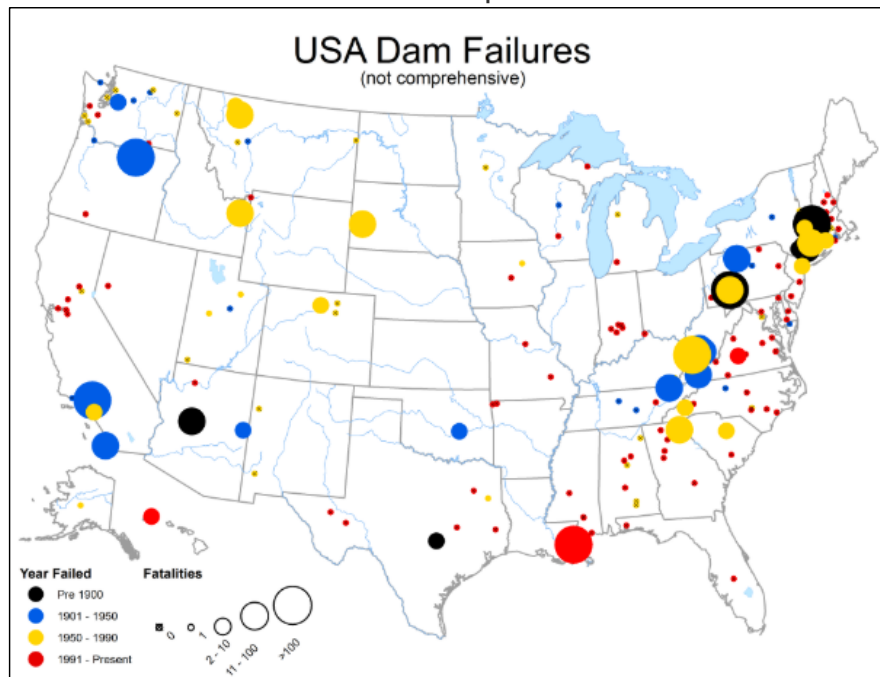 USA Dam Failures
(not comprehensive)
Year Failed
Pre 1900
1901 - 1950
1950 - 1990
1991 - Present
Fatalities
0
1
2 - 10
11 - 100
>100